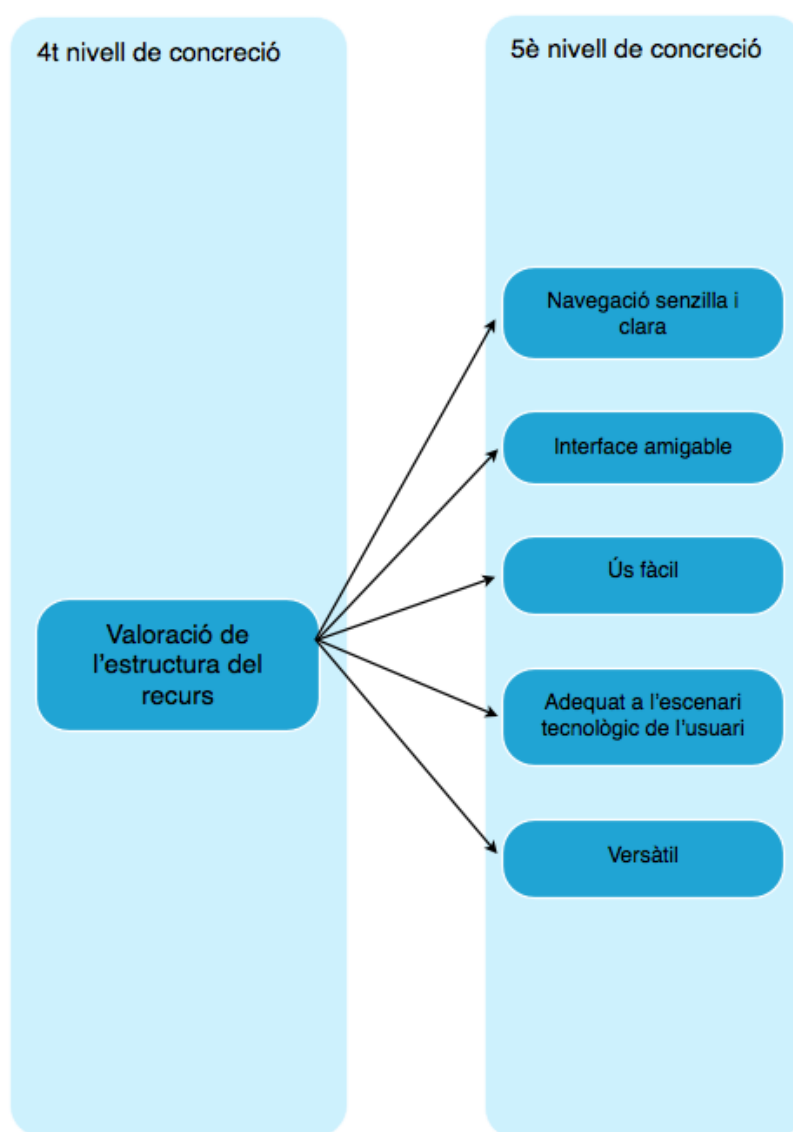 4t nivell de concreció
5è nivell de concreció
Navegació senzilla i
clara
Interface amigable
Ús fàcil
Valoració de
l'estructura del
recurs
Adequat a l'escenari
tecnològic de l'usuari
Versàtil